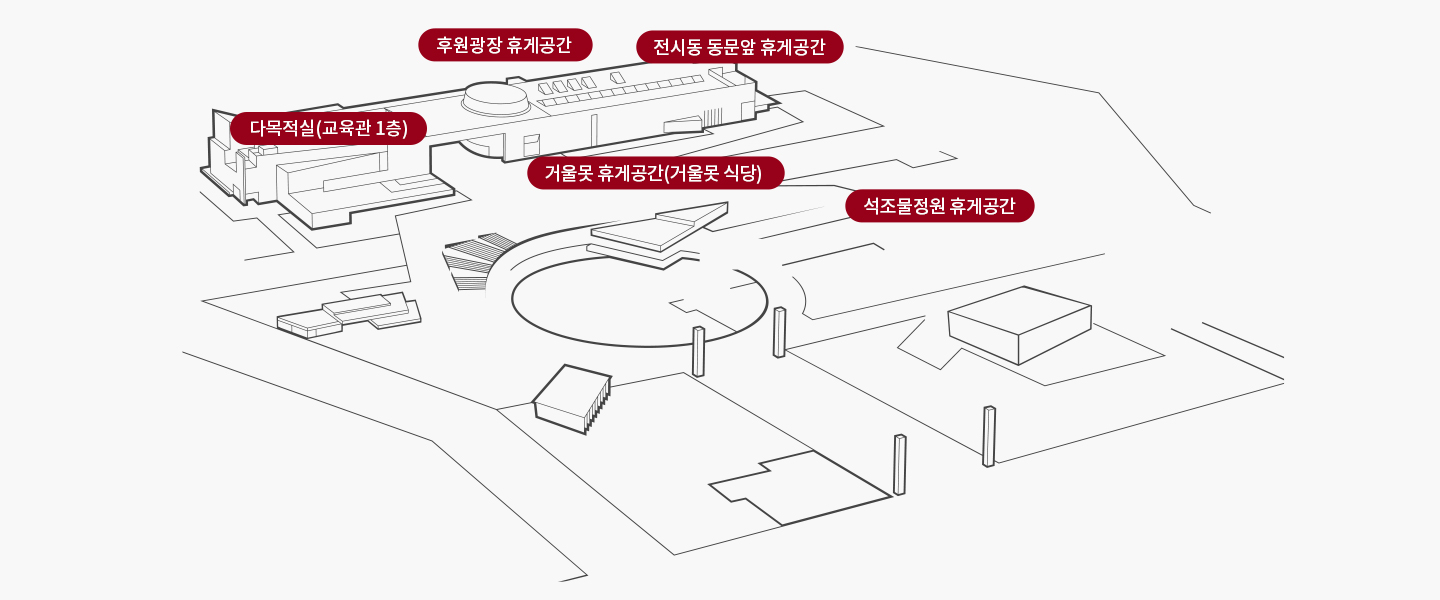 후원광장 휴게공간
전시동 동문앞 휴게공간
다목적실(교육관 1층)
거울못 휴게공간(거울못 식당)
석조물정원 휴게공간